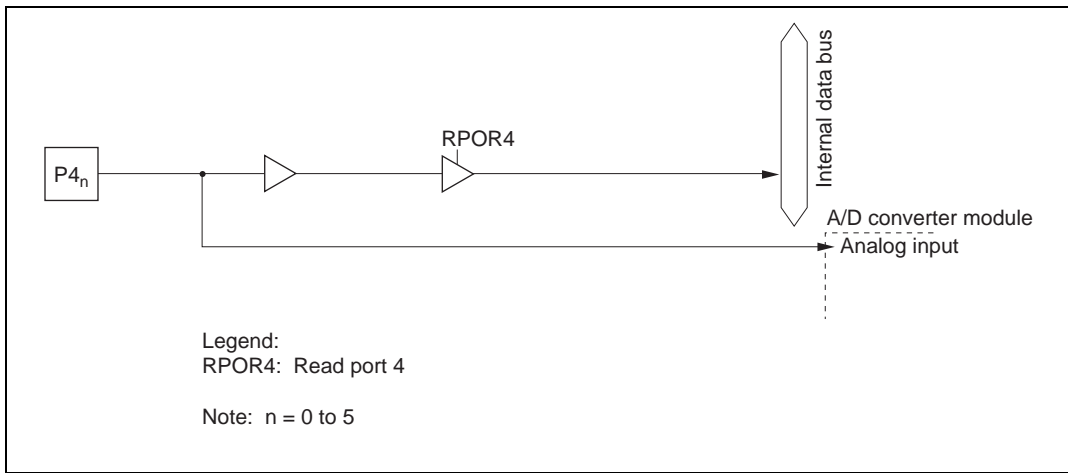 RPOR4
P4n
Internal data bus
A/D converter module
Analog input
Legend:
RPOR4: Read port 4
Note: n = 0 to 5